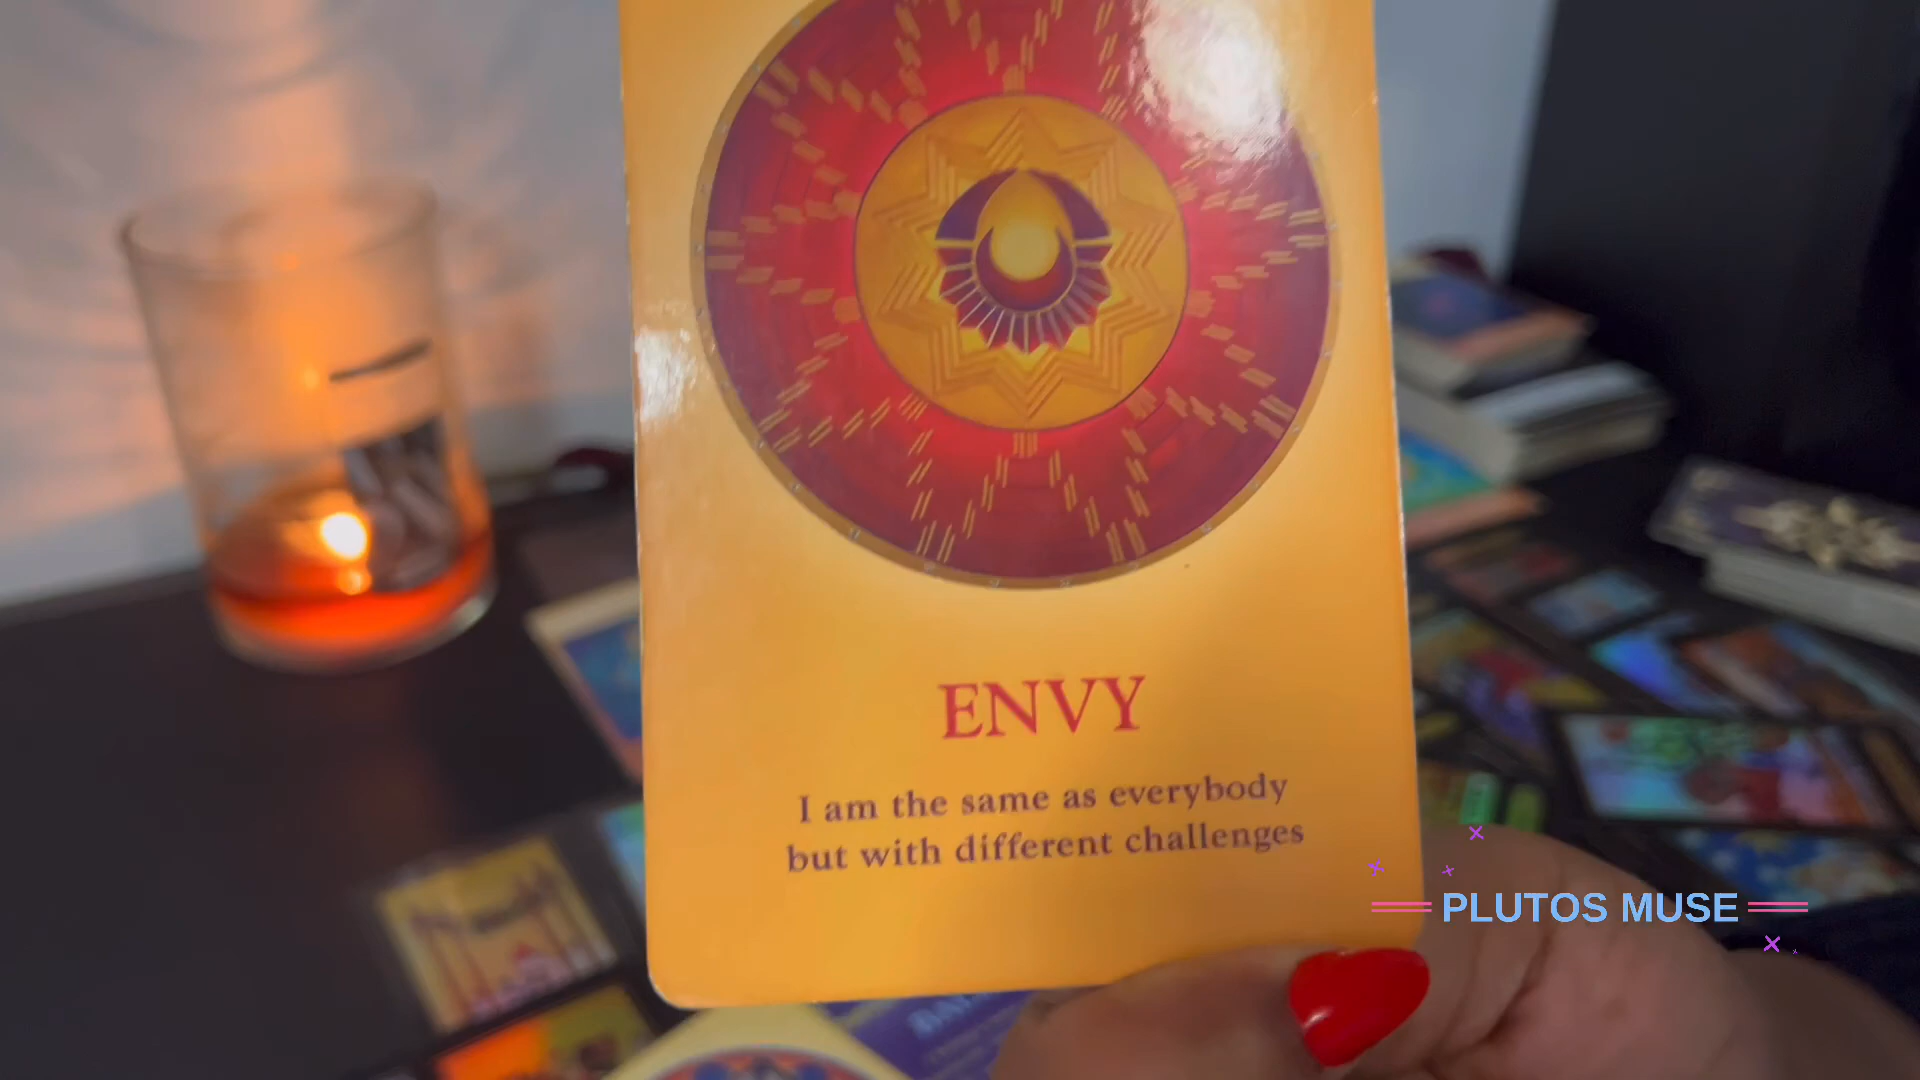 ENVY
I am the same as everybody
but with different challenges
PLUTOS MUSE